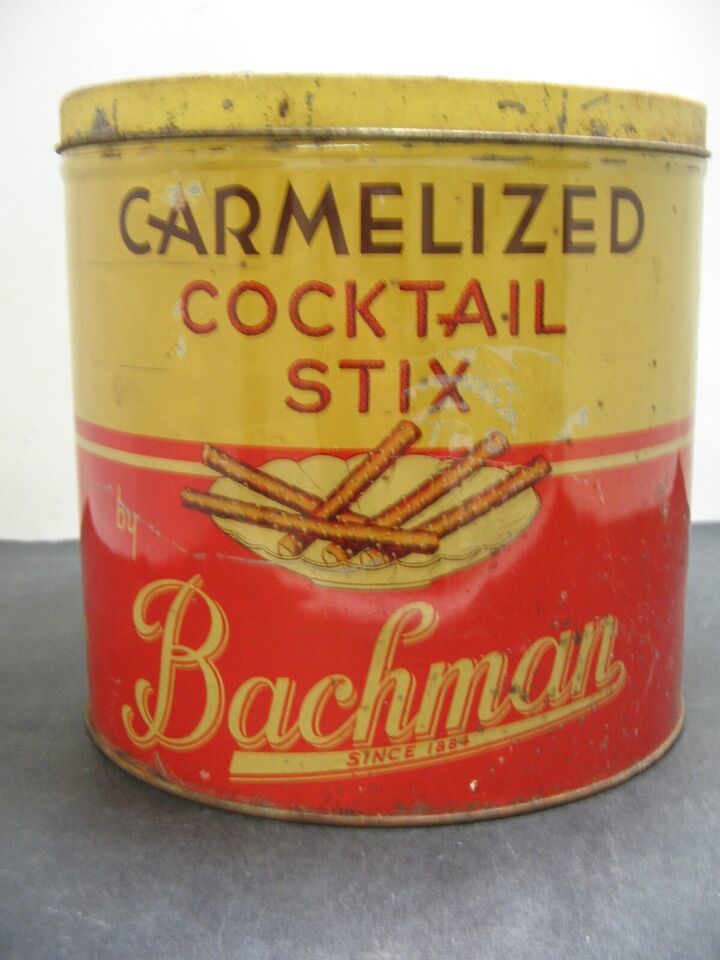 CARMELIZED
COCKTAIL
STIX
by
Bachman
SINCE 1884